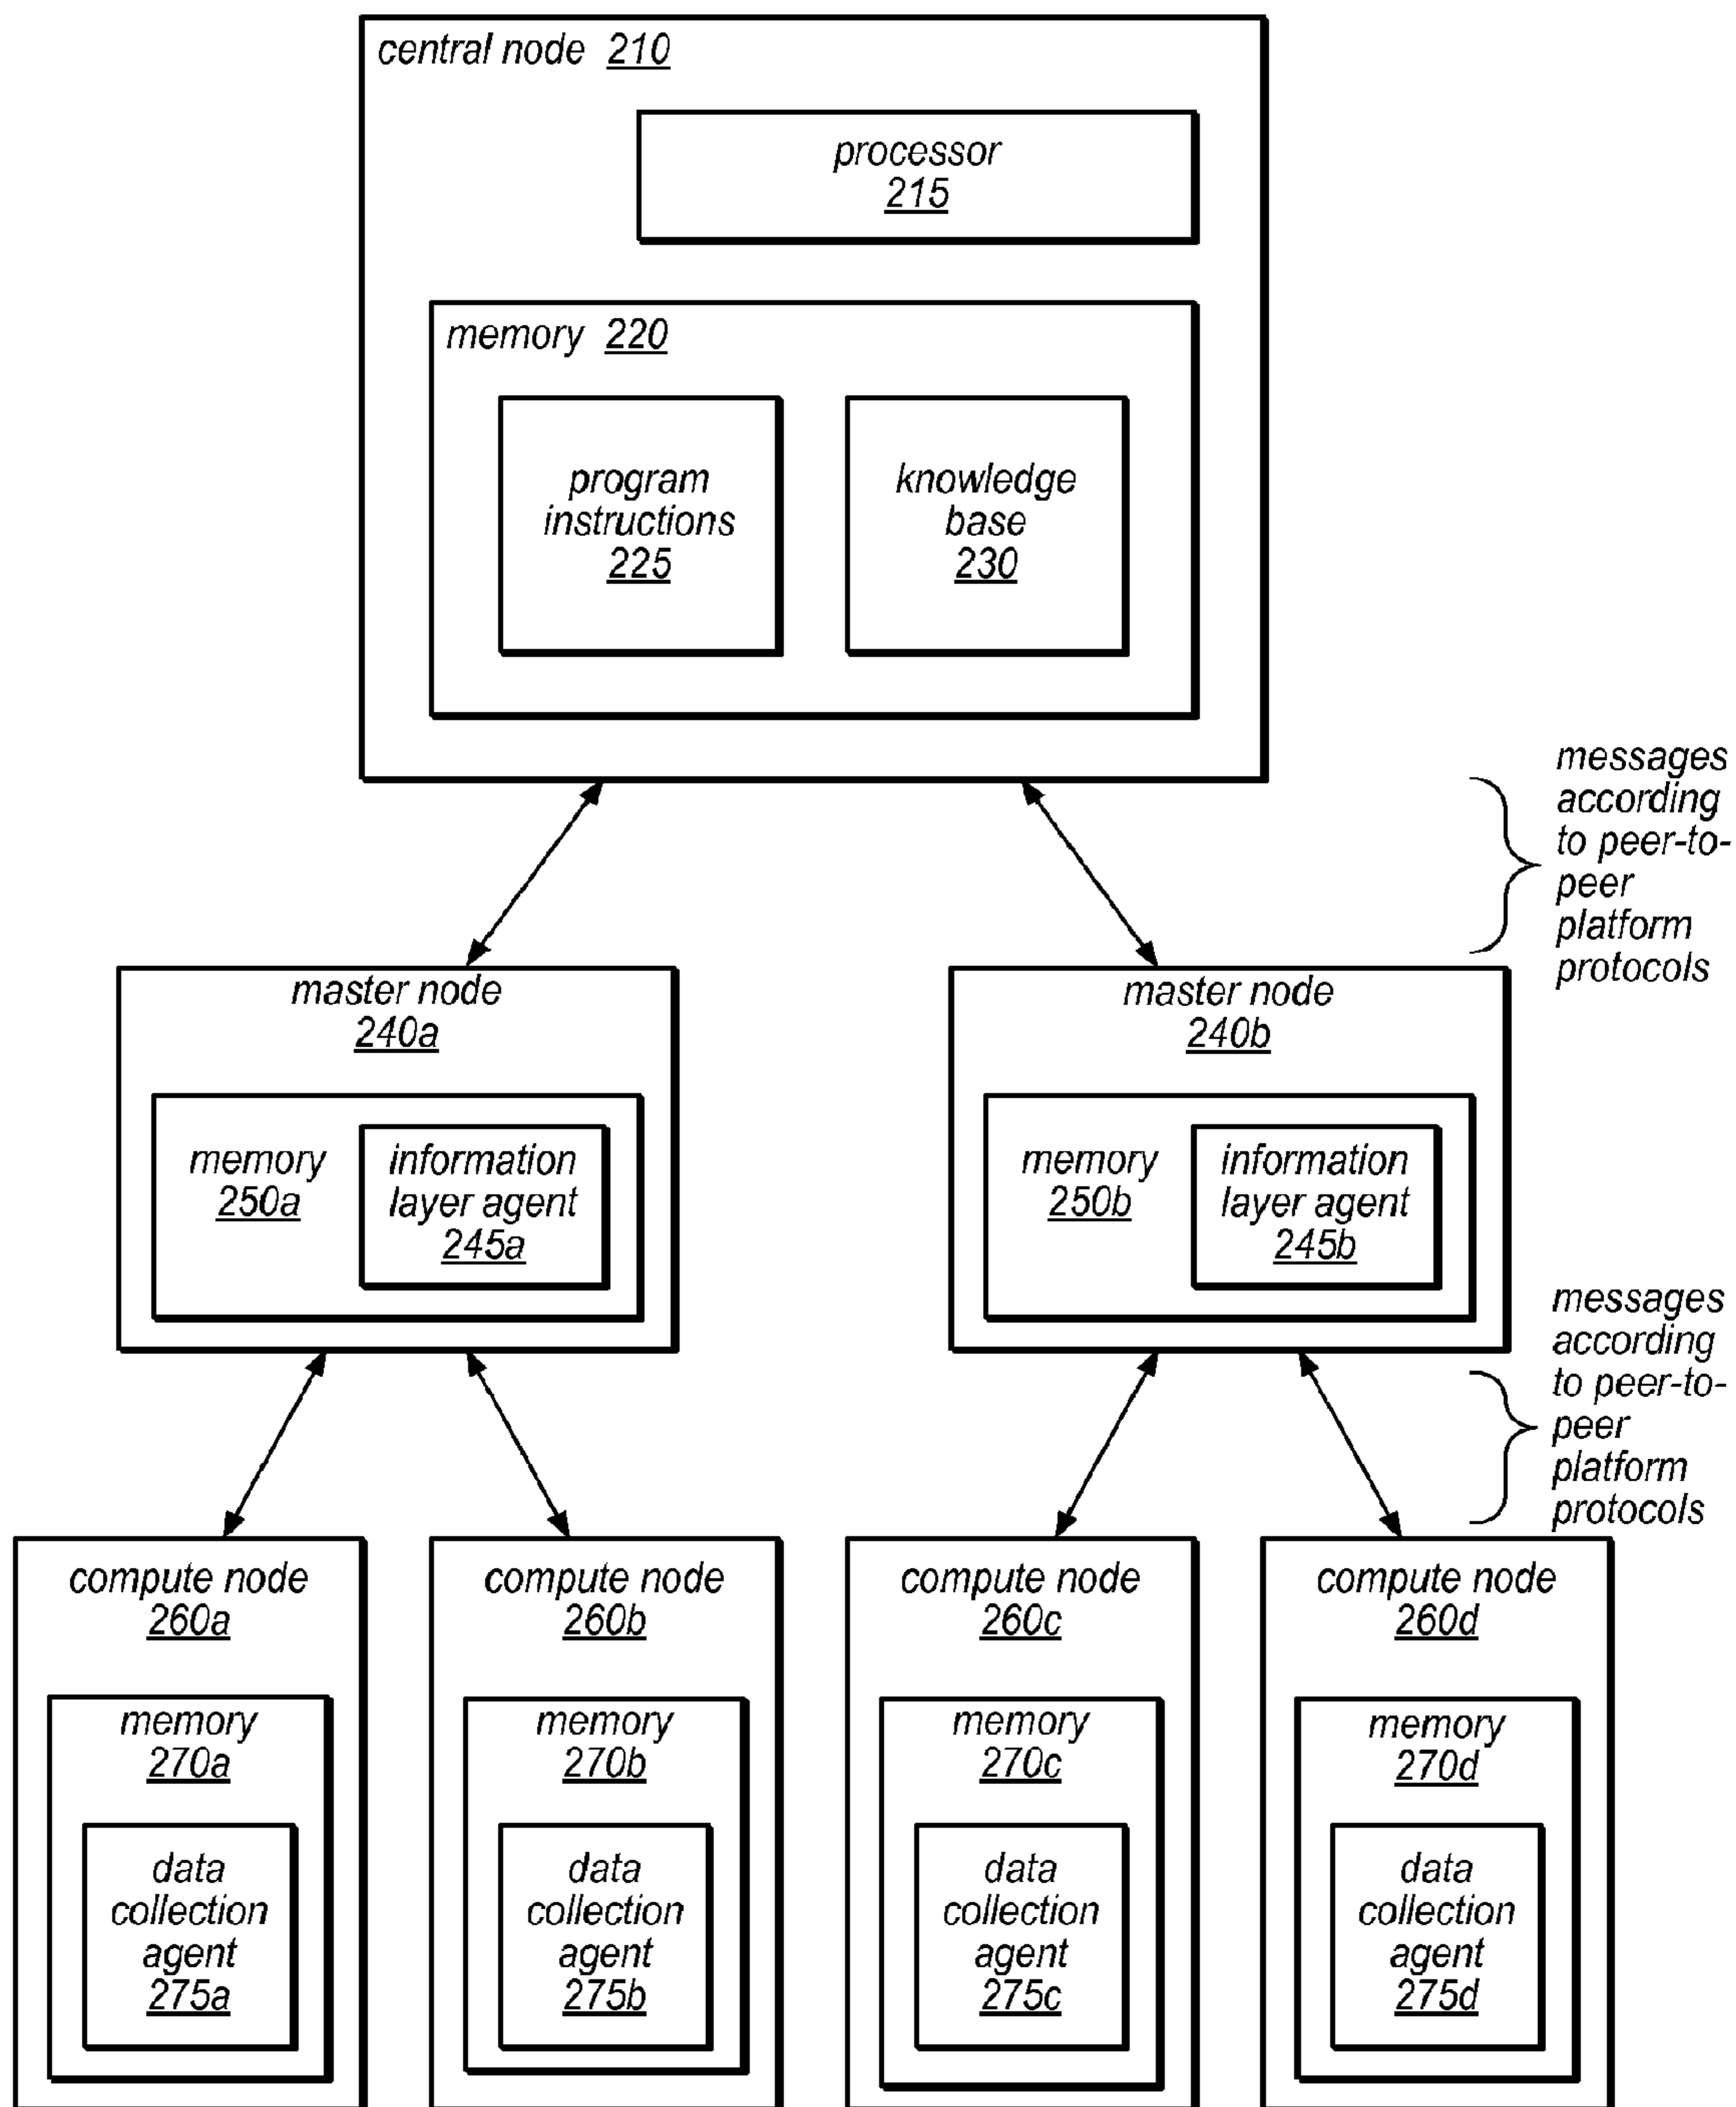 central node 210
processor
215
memory 220
program
instructions
225
knowledge
base
230
messages
according
to peer-to-
peer
platform
protocols
master node
240a
memory
250a
information
layer agent
245a
master node
240b
memory
250b
information
layer agent
245b
messages
according
to peer-to-
peer
platform
protocols
compute node
260a
memory
270a
data
collection
agent
275a
compute node
260b
memory
270b
data
collection
agent
275b
compute node
260c
memory
270c
data
collection
agent
275c
compute node
260d
memory
270d
data
collection
agent
275d